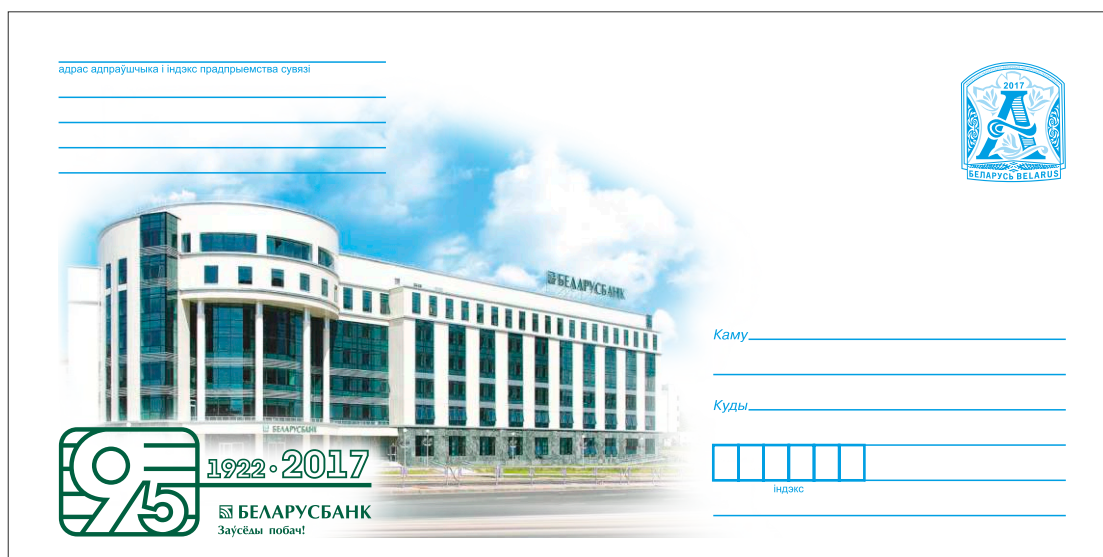 адрас адпраўшчыка і індэкс прадпрыемства сувязі
2017
А
БЕЛАРУСЬ BELARUS
БЕЛАРУСБАНК
БЕЛАРУСБАНК
Каму
Куды
індэкс
95
1922 · 2017
БЕЛАРУСБАНК
Заўсёды побач!